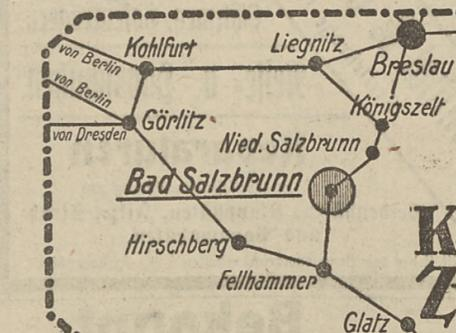 Kohlfurt
Liegnitz
Breslau
von Berlin
von Berlin
Königszelt
Görlitz
von Dresden
Nied. Salzbrunn
Bad Salzbrunn
K
Hirschberg
Fellhammer
Z
Glatz